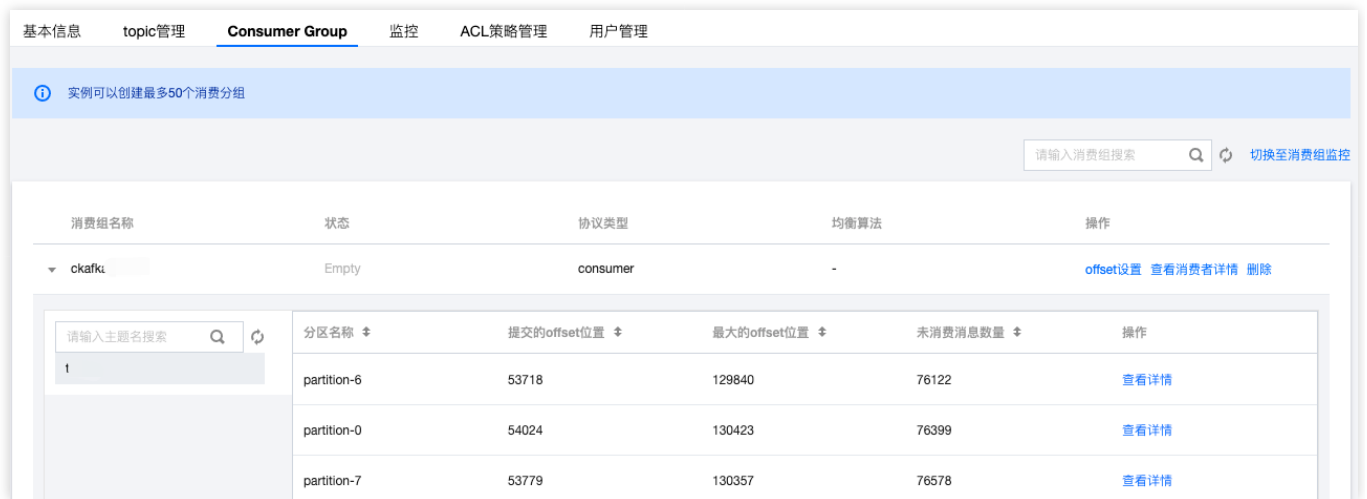 基本信息 topic管理 Consumer Group 监控 ACL策略管理 用户管理
实例可以创建最多50个消费分组
请输入消费组搜索 切换至消费组监控
消费组名称 状态 协议类型 均衡算法 操作
ckafka Empty consumer - offset设置 查看消费者详情 删除
请输入主题名搜索 分区名称 提交的offset位置 最大的offset位置 未消费消息数量 操作
t
partition-6 53718 129840 76122 查看详情
partition-0 54024 130423 76399 查看详情
partition-7 53779 130357 76578 查看详情